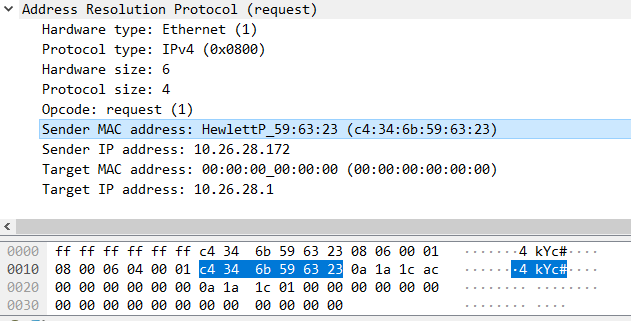 Address Resolution Protocol (request)
Hardware type: Ethernet (1)
Protocol type: IPv4 (0x0800)
Hardware size: 6
Protocol size: 4
Opcode: request (1)
Sender MAC address: HewlettP_59:63:23 (c4:34:6b:59:63:23)
Sender IP address: 10.26.28.172
Target MAC address: 00:00:00_00:00:00 (00:00:00:00:00:00)
Target IP address: 10.26.28.1
0000 ff ff ff ff ff ff c4 34 6b 59 63 23 08 06 00 01 ·······4 kYc#····
0010 08 00 06 04 00 01 c4 34 6b 59 63 23 0a 1a 1c ac ·······4 kYc#····
0020 00 00 00 00 00 00 0a 1a 1c 01 00 00 00 00 00 00 ········ ········
0030 00 00 00 00 00 00 00 00 00 00 00 00 ········ ····